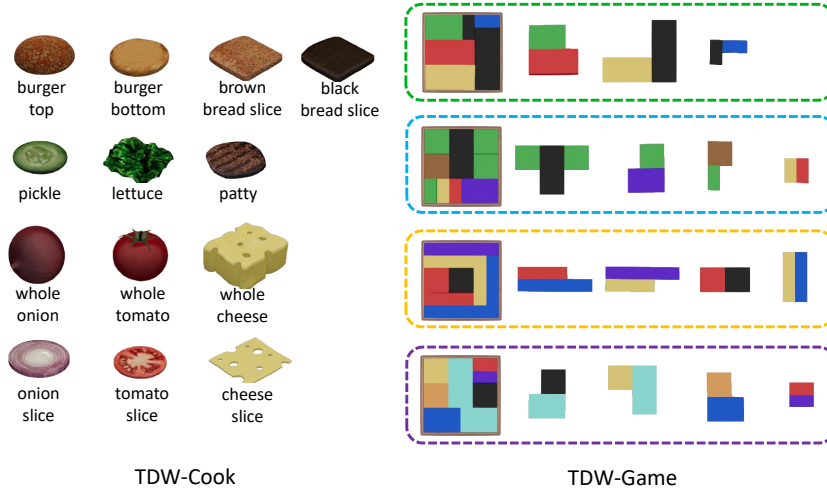 burger
top
burger
bottom
brown
bread slice
black
bread slice
pickle
lettuce
patty
whole
onion
whole
tomato
whole
cheese
onion
slice
tomato
slice
cheese
slice
TDW-Cook
TDW-Game